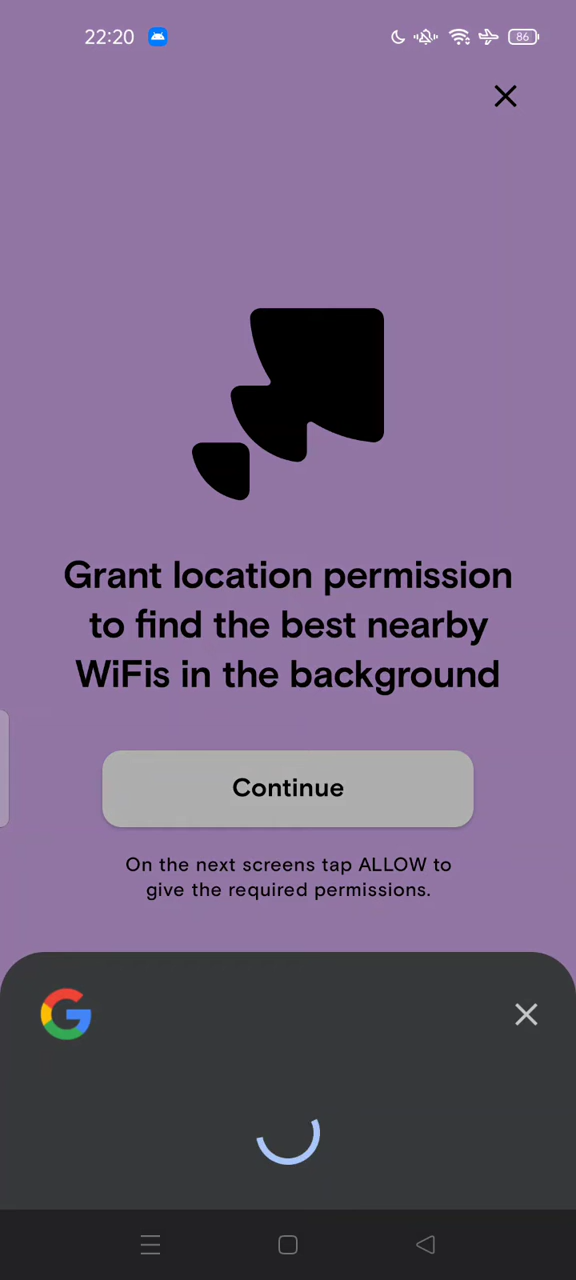 22:20
86
Grant location permission
to find the best nearby
WiFis in the background
Continue
On the next screens tap ALLOW to
give the required permissions.